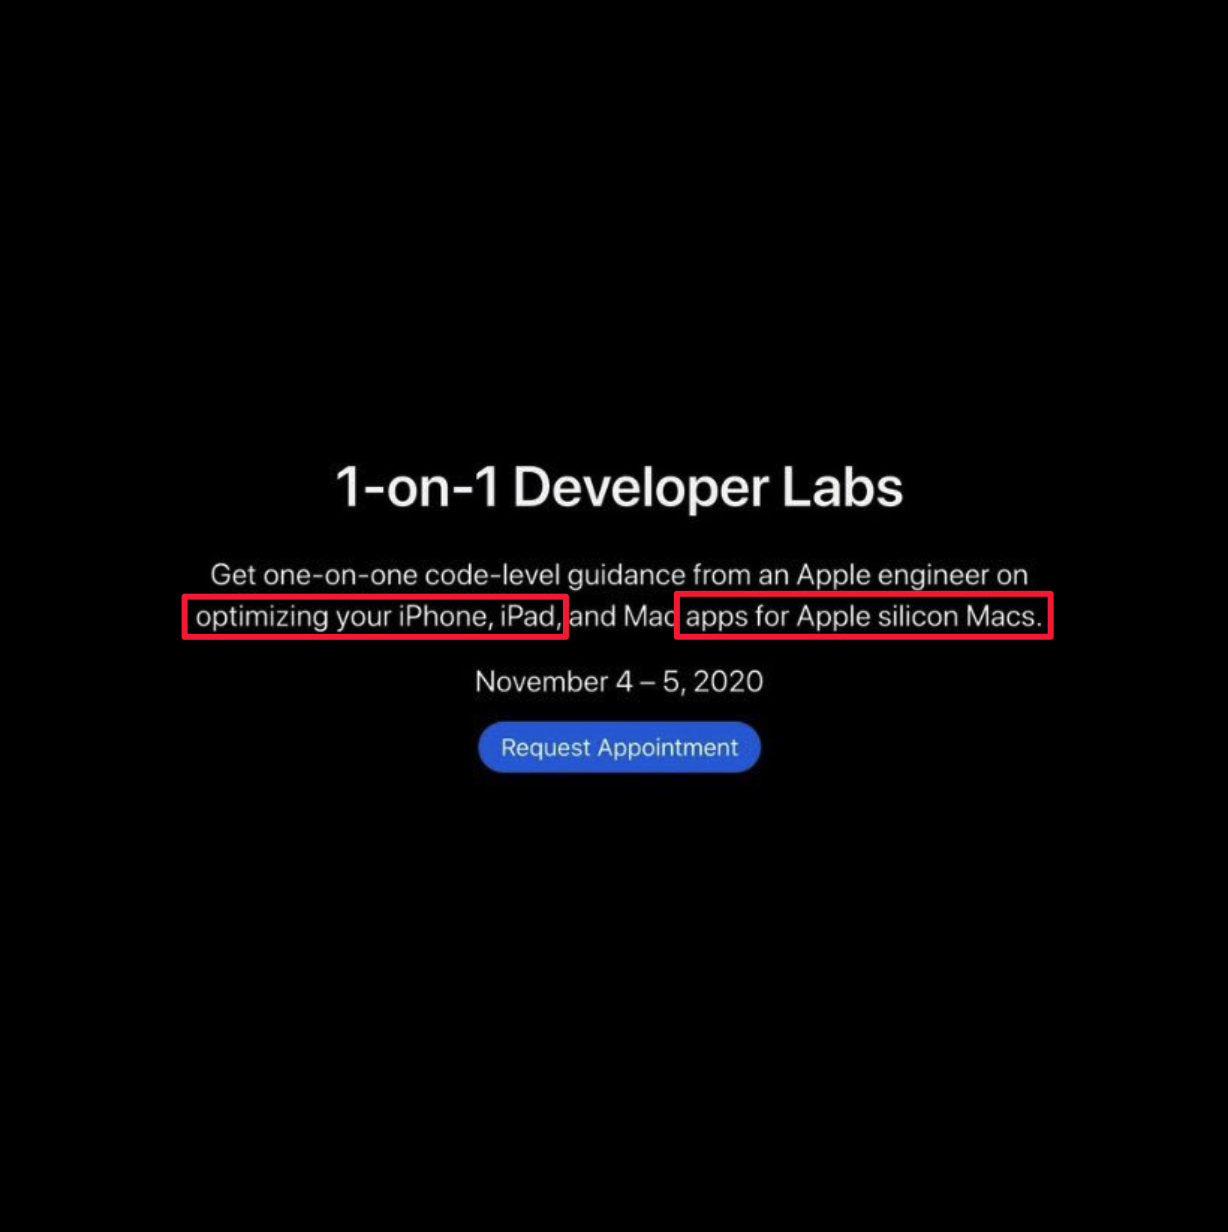 1-on-1 Developer Labs
Get one-on-one code-level guidance from an Apple engineer on
optimizing your iPhone, iPad, and Mac apps for Apple silicon Macs.
November 4 – 5, 2020
Request Appointment